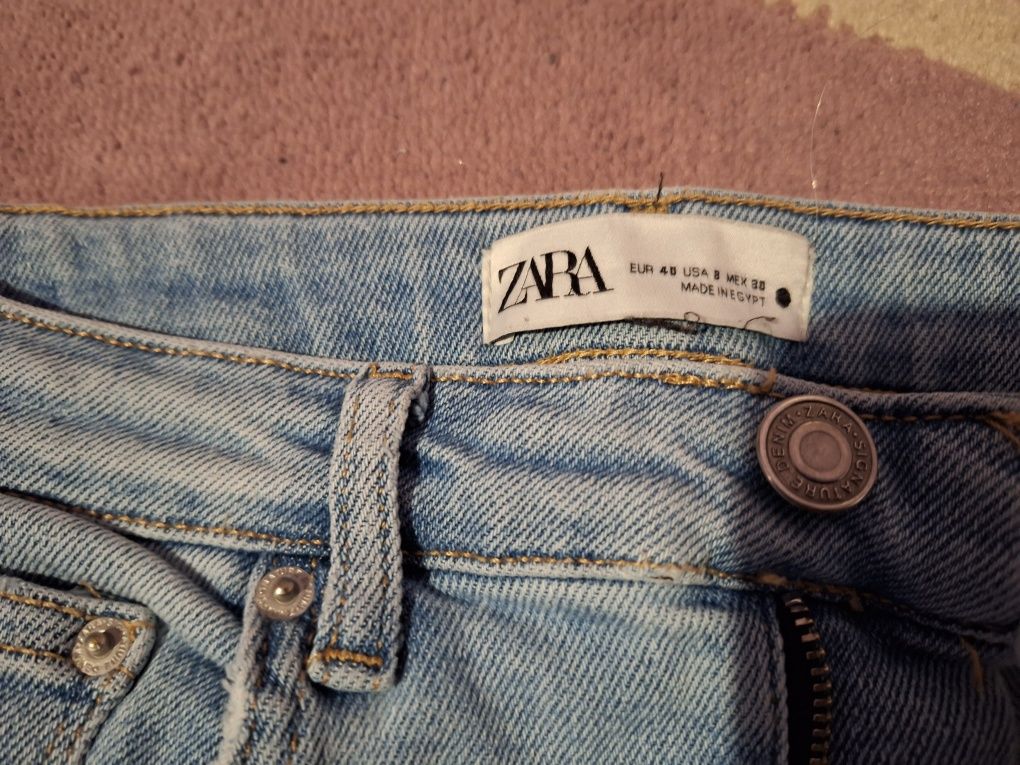 ZARA
EUR 40 USA 8 MEX 30
MADE IN EGYPT
DENIM • ZARA • SIGNATURE